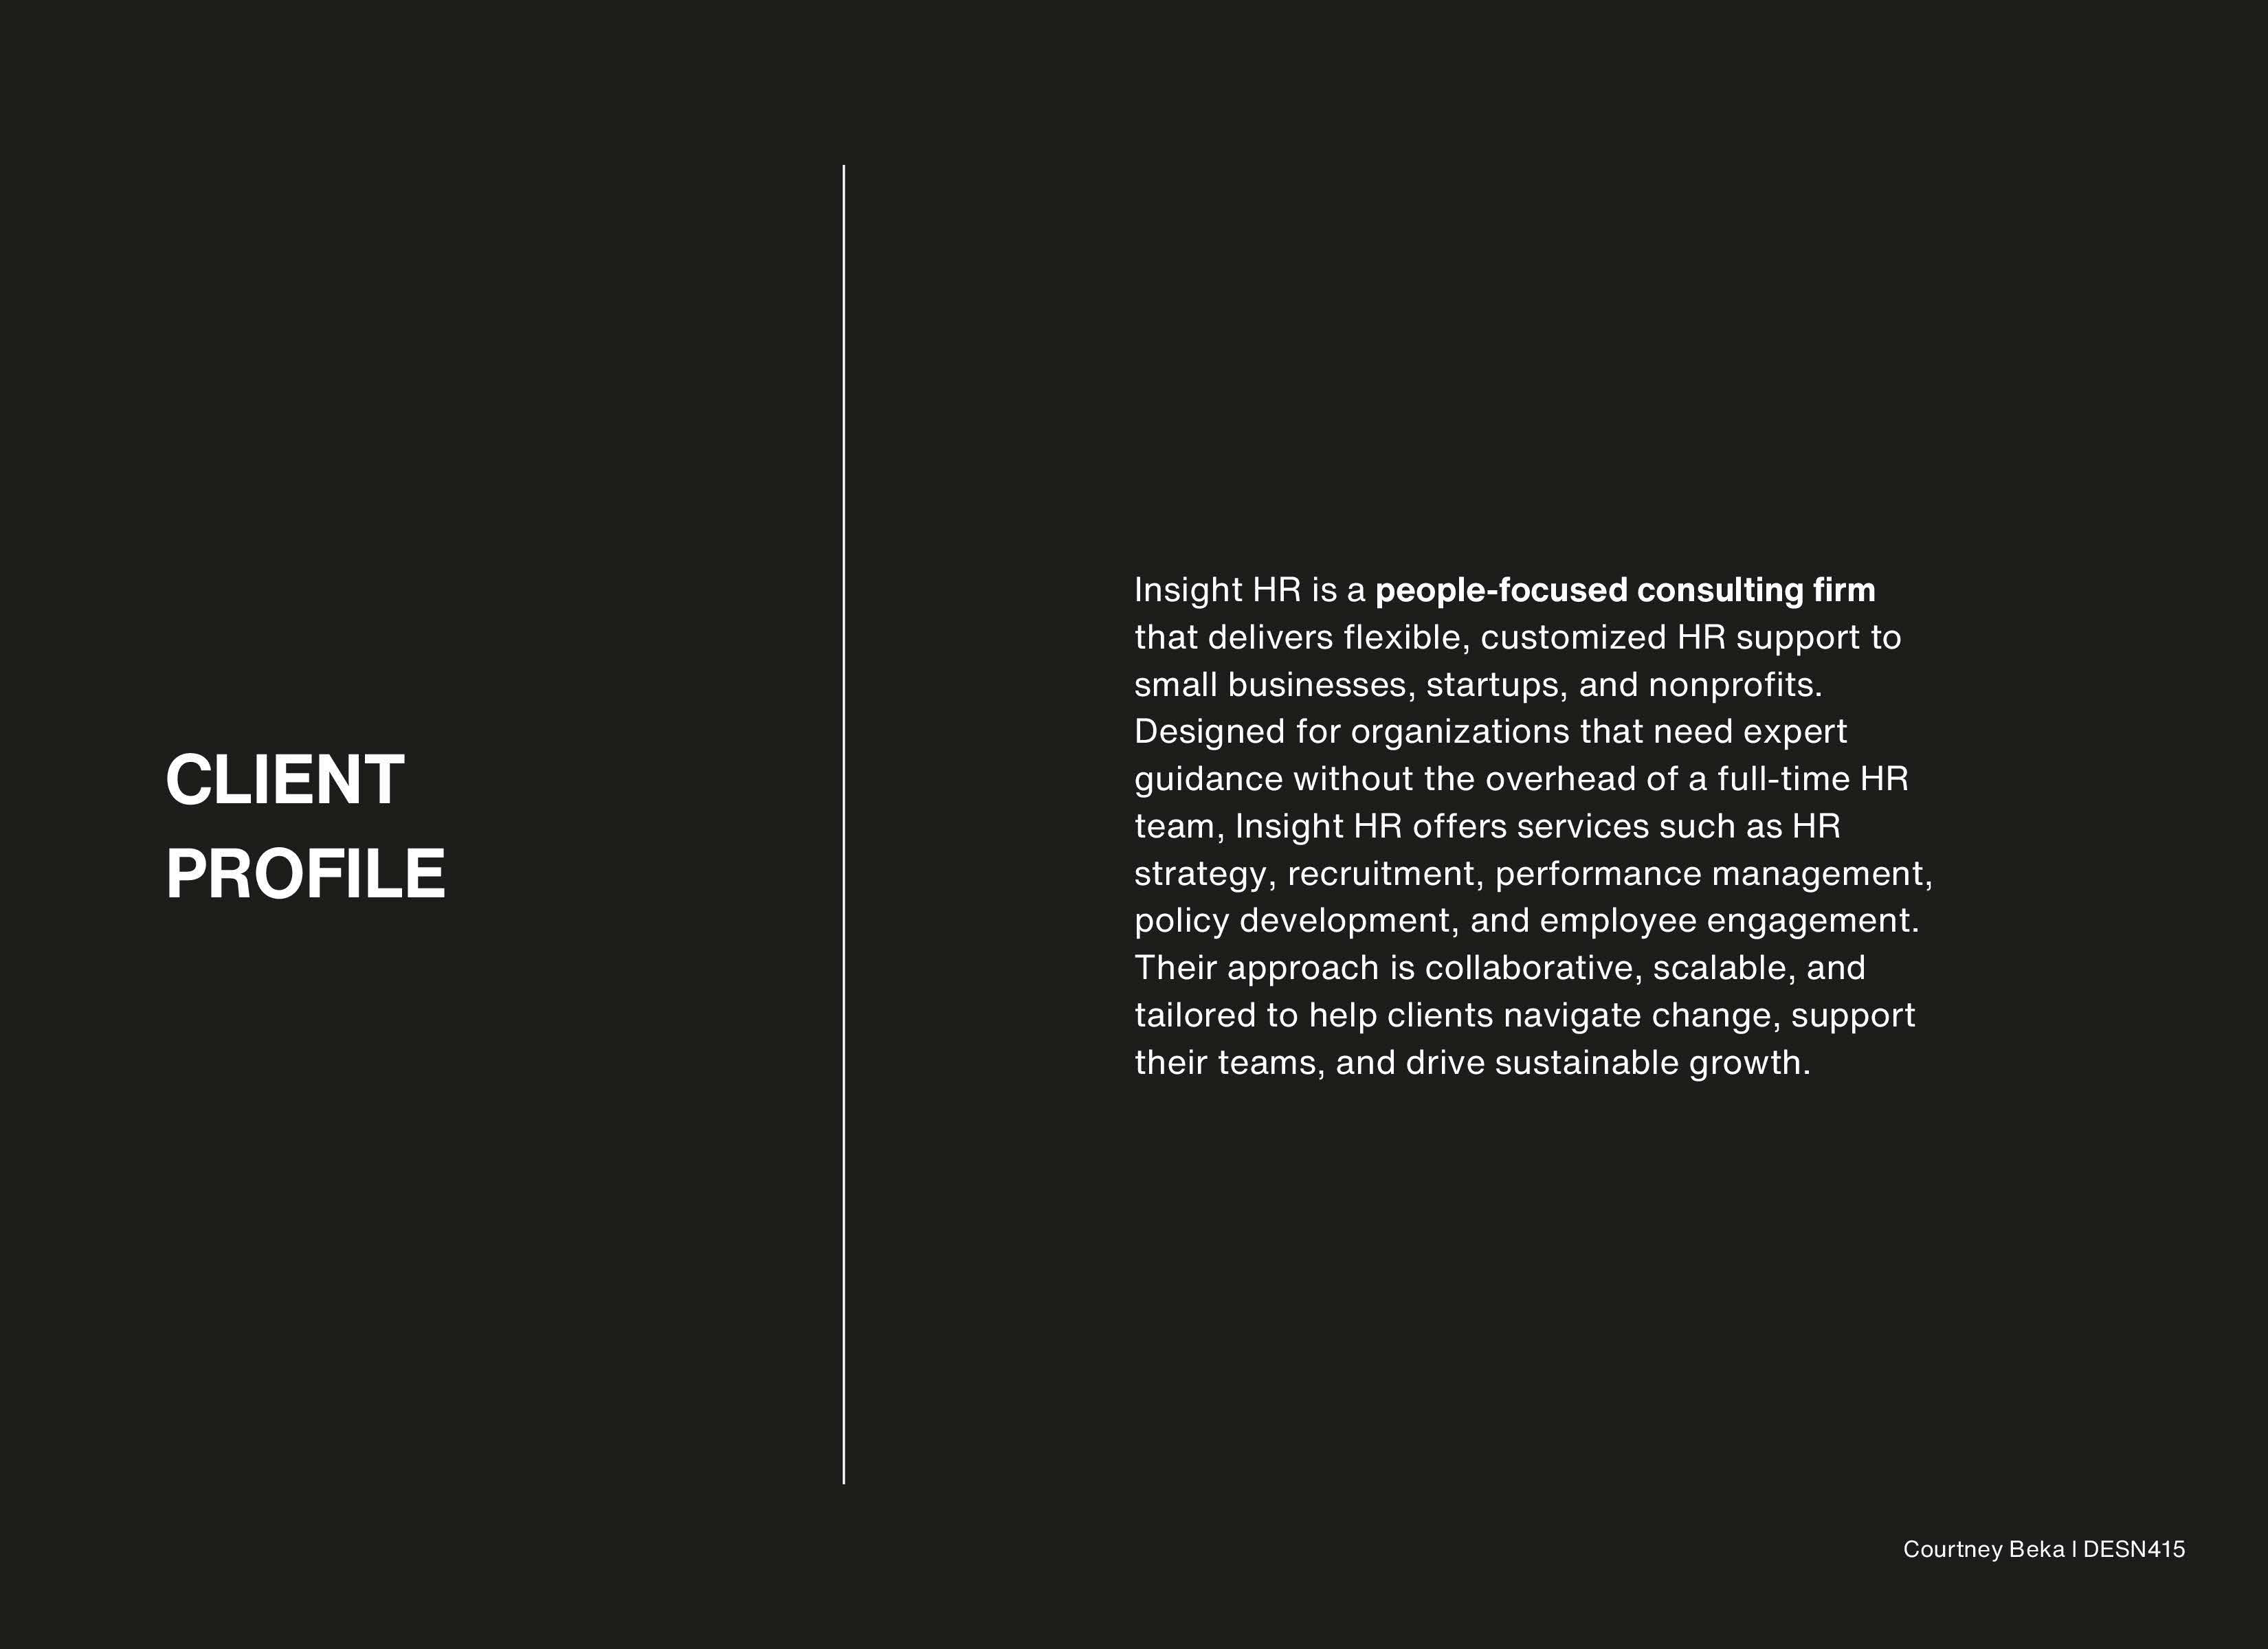 CLIENT
PROFILE
Insight HR is a people-focused consulting firm
that delivers flexible, customized HR support to
small businesses, startups, and nonprofits.
Designed for organizations that need expert
guidance without the overhead of a full-time HR
team, Insight HR offers services such as HR
strategy, recruitment, performance management,
policy development, and employee engagement.
Their approach is collaborative, scalable, and
tailored to help clients navigate change, support
their teams, and drive sustainable growth.
Courtney Beka | DESN415